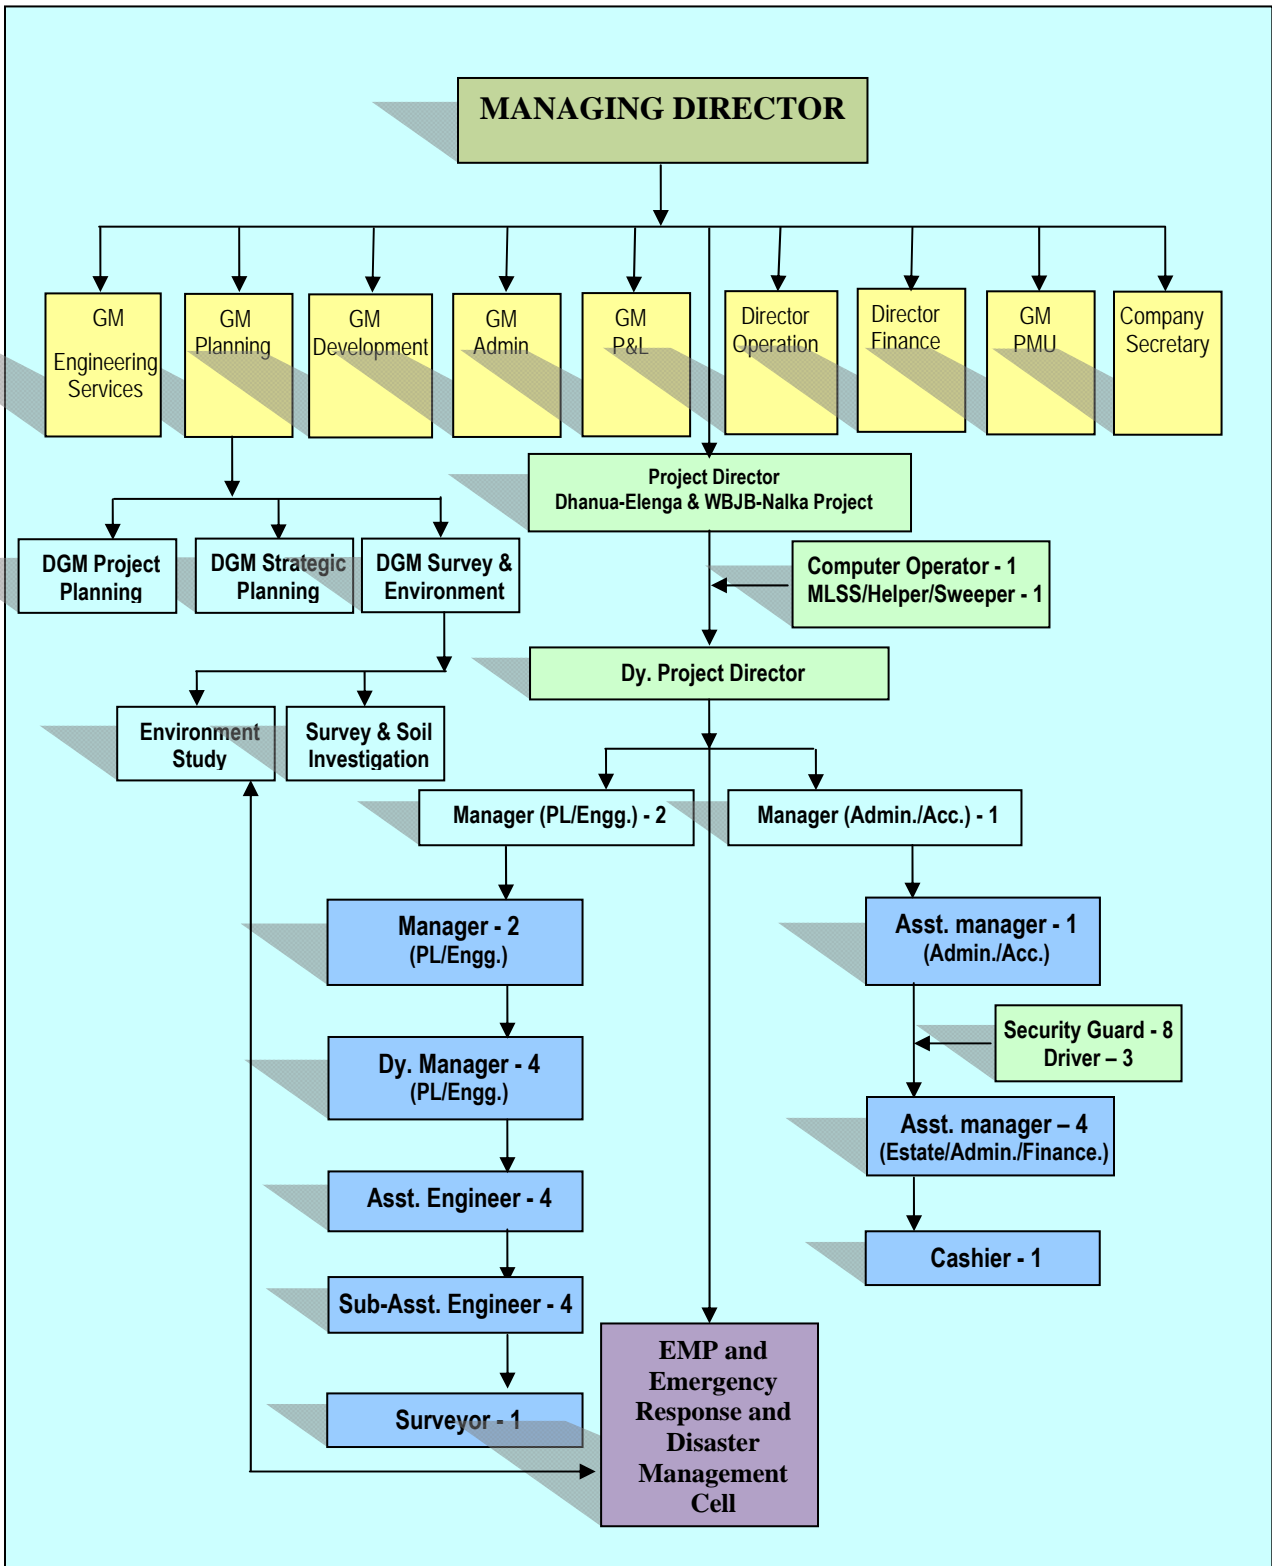 MANAGING DIRECTOR
GM
Engineering
Services
GM
Planning
GM
Development
GM
Admin
GM
P&L
Director
Operation
Director
Finance
GM
PMU
Company
Secretary
Project Director
Dhanua-Elenga & WBJB-Nalka Project
DGM Project
Planning
DGM Strategic
Planning
DGM Survey &
Environment
Computer Operator - 1
MLSS/Helper/Sweeper - 1
Dy. Project Director
Environment
Study
Survey & Soil
Investigation
Manager (PL/Engg.) - 2
Manager (Admin./Acc.) - 1
Manager - 2
(PL/Engg.)
Asst. manager - 1
(Admin./Acc.)
Security Guard - 8
Driver – 3
Dy. Manager - 4
(PL/Engg.)
Asst. manager – 4
(Estate/Admin./Finance.)
Asst. Engineer - 4
Cashier - 1
Sub-Asst. Engineer - 4
Surveyor - 1
EMP and
Emergency
Response and
Disaster
Management
Cell